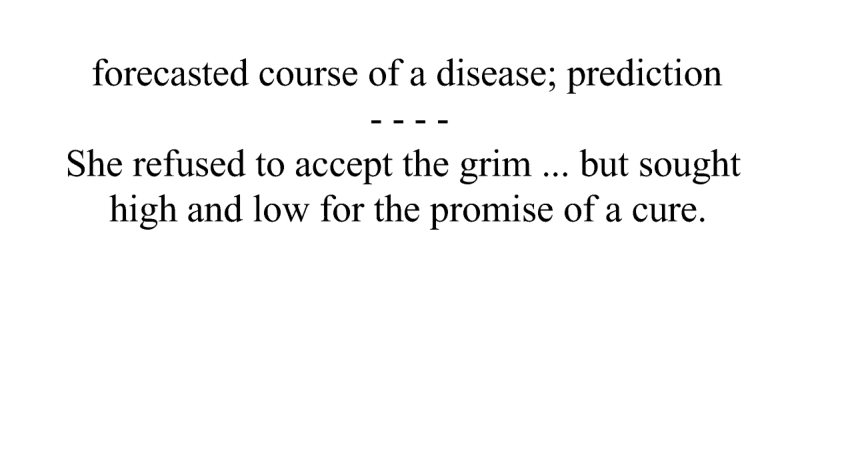 forecasted course of a disease; prediction
- - - -
She refused to accept the grim ... but sought
high and low for the promise of a cure.